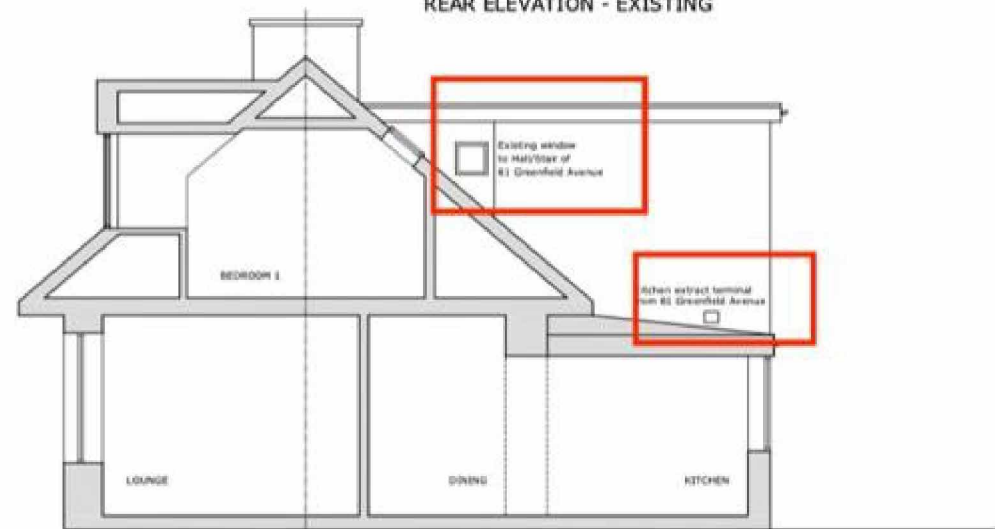 REAR ELEVATION - EXISTING
Existing window
to Hall/Stair of
61 Greenfield Avenue
itchen extract terminal
om 61 Greenfield Avenue
BEDROOM 1
LOUNGE
DINING
KITCHEN